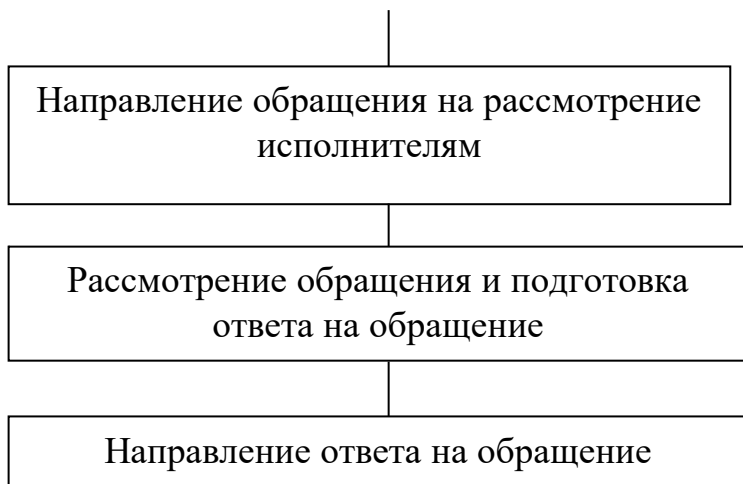 Направление обращения на рассмотрение
исполнителям
Рассмотрение обращения и подготовка
ответа на обращение
Направление ответа на обращение